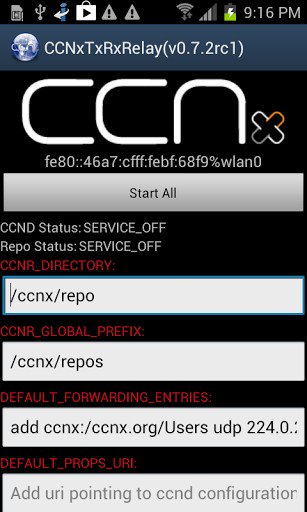 9:16 PM
CCNxTxRxRelay(v0.7.2rc1)
CCNx
fe80::46a7:cfff:febf:68f9%wlan0
Start All
CCND Status: SERVICE_OFF
Repo Status: SERVICE_OFF
CCNR_DIRECTORY:
/ccnx/repo
CCNR_GLOBAL_PREFIX:
/ccnx/repos
DEFAULT_FORWARDING_ENTRIES:
add ccnx:/ccnx.org/Users udp 224.0.2
DEFAULT_PROPS_URI:
Add uri pointing to ccnd configuration